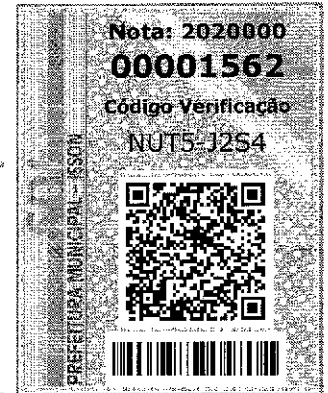 Nota: 2020000
00001562
Código Verificação
NUT5-J2S4
PREFEITURA MUNICIPAL - ISSQN